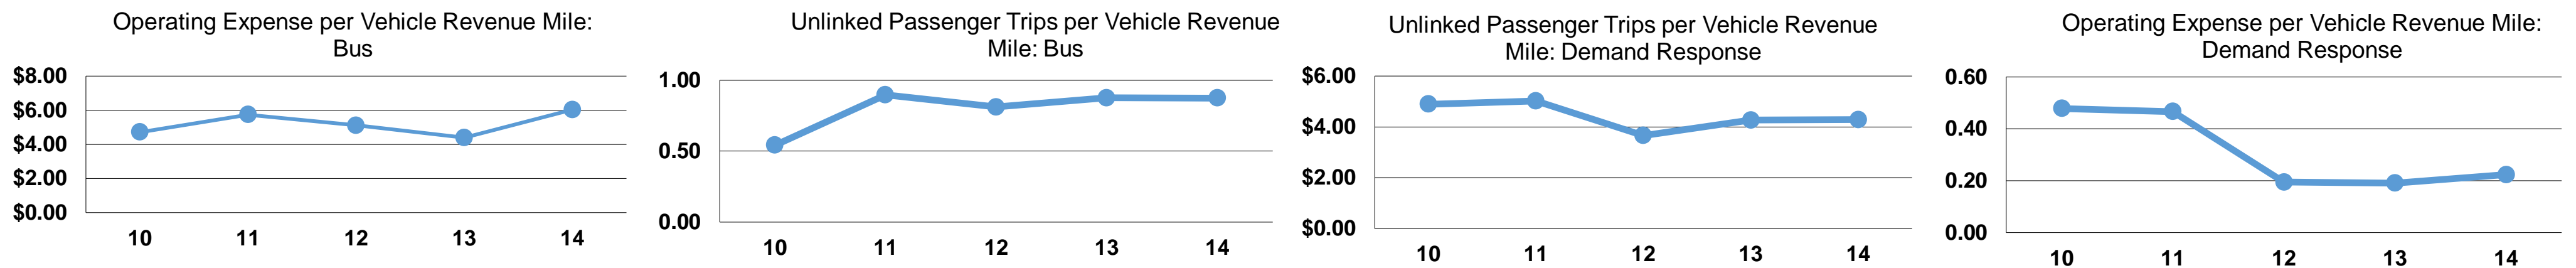 Operating Expense per Vehicle Revenue Mile:
Bus
$8.00
$6.00
$4.00
$2.00
$0.00
10 11 12 13 14
Unlinked Passenger Trips per Vehicle Revenue
Mile: Bus
1.00
0.50
0.00
10 11 12 13 14
Unlinked Passenger Trips per Vehicle Revenue
Mile: Demand Response
$6.00
$4.00
$2.00
$0.00
10 11 12 13 14
Operating Expense per Vehicle Revenue Mile:
Demand Response
0.60
0.40
0.20
0.00
10 11 12 13 14